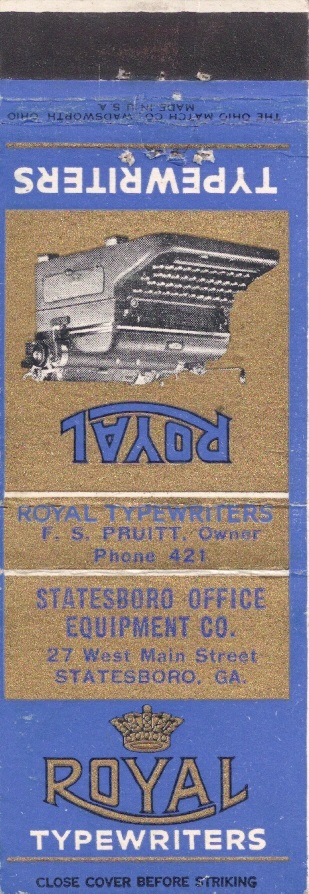 THE OHIO MATCH CO. WADSWORTH OHIO
MADE IN U.S.A.
TYPEWRITERS
ROYAL
ROYAL TYPEWRITERS
F. S. PRUITT, Owner
Phone 421
STATESBORO OFFICE
EQUIPMENT CO.
27 West Main Street
STATESBORO, GA.
ROYAL
TYPEWRITERS
CLOSE COVER BEFORE STRIKING